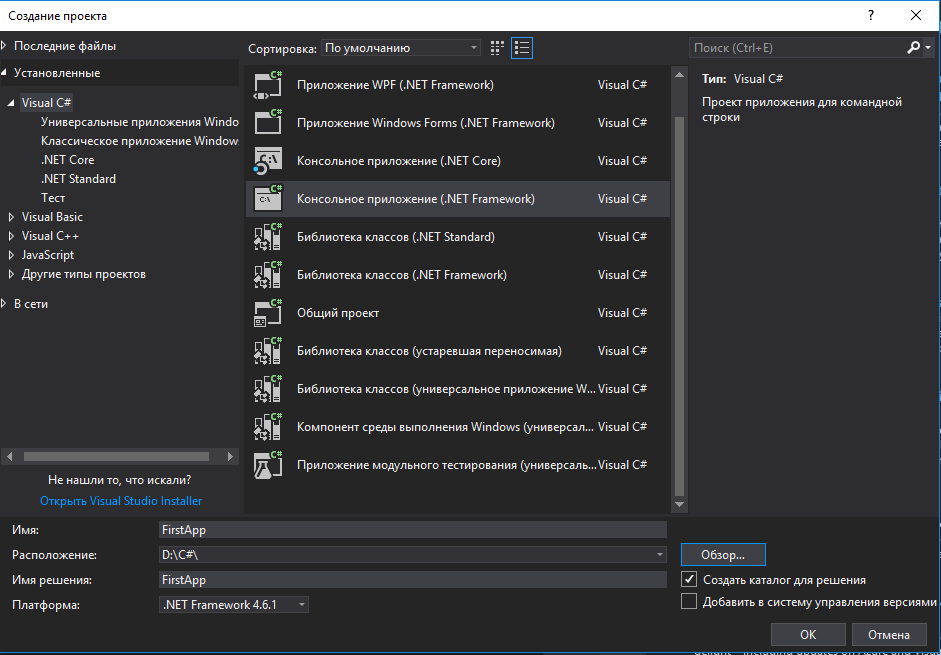 Создание проекта
?
Последние файлы
Установленные
Visual C#
Универсальные приложения Windo
Классическое приложение Window
.NET Core
.NET Standard
Тест
Visual Basic
Visual C++
JavaScript
Другие типы проектов
В сети
Не нашли то, что искали?
Открыть Visual Studio Installer
Сортировка: По умолчанию
Приложение WPF (.NET Framework) Visual C#
Приложение Windows Forms (.NET Framework) Visual C#
Консольное приложение (.NET Core) Visual C#
Консольное приложение (.NET Framework) Visual C#
Библиотека классов (.NET Standard) Visual C#
Библиотека классов (.NET Framework) Visual C#
Общий проект Visual C#
Библиотека классов (устаревшая переносимая) Visual C#
Библиотека классов (универсальное приложение W... Visual C#
Компонент среды выполнения Windows (универсал... Visual C#
Приложение модульного тестирования (универсаль... Visual C#
Поиск (Ctrl+E)
Тип: Visual C#
Проект приложения для командной
строки
Имя: FirstApp
Расположение: D:\C#\
Обзор...
Имя решения: FirstApp
Создать каталог для решения
Платформа: .NET Framework 4.6.1
Добавить в систему управления версиями
OK
Отмена